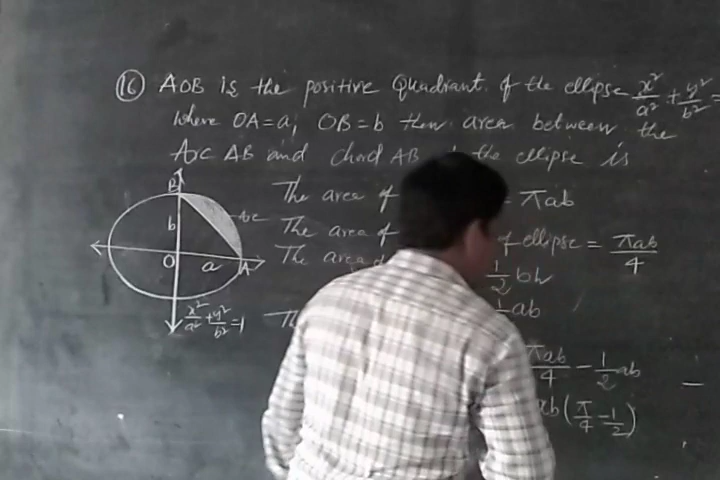 16 AOB is the positive Quadrant of the ellipse x²/a² + y²/b² =
where OA=a, OB=b then area between the
Arc AB and chord AB the ellipse is
The area of = πab
The area of of ellipse = πab/4
The area 1/2 bh
1/2 ab
πab/4 - 1/2 ab
ab(π/4 - 1/2)
B
b
Arc
O
a
A
x²/a² + y²/b² = 1